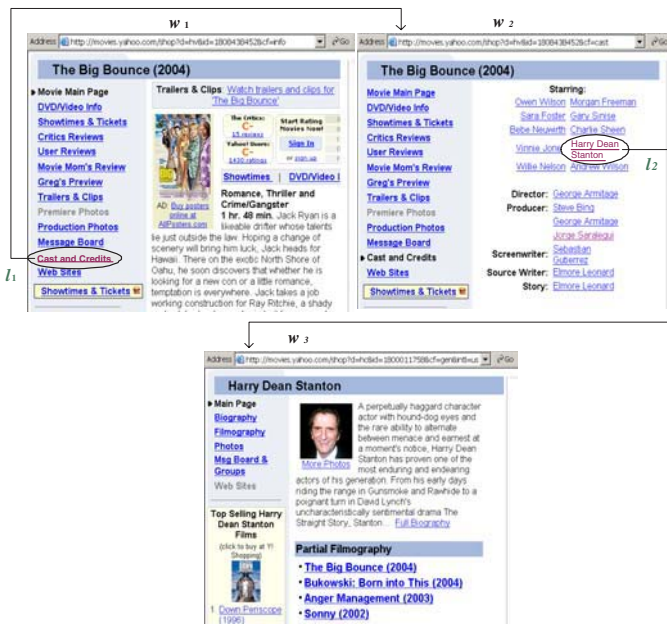 w 1
w 2
Address http://movies.yahoo.com/shop?d=hv&id=1808438452&cf=info Go
Address http://movies.yahoo.com/shop?d=hv&id=1808438452&cf=cast Go
The Big Bounce (2004)
Movie Main Page
DVD/Video Info
Showtimes & Tickets
Critics Reviews
User Reviews
Movie Mom's Review
Greg's Preview
Trailers & Clips
Premiere Photos
Production Photos
Message Board
Cast and Credits
Web Sites
Showtimes & Tickets
l1
Trailers & Clips: Watch trailers and clips for
'The Big Bounce'
The Critics:
C-
15 reviews
Yahoo! Users:
C-
1430 ratings
Start Rating
Movies Now!
Sign In
or sign up
AD: Buy posters
online at
AllPosters.com
Showtimes | DVD/Video I
Romance, Thriller and
Crime/Gangster
1 hr. 48 min. Jack Ryan is a
likeable drifter whose talents
lie just outside the law. Hoping a change of
scenery will bring him luck, Jack heads for
Hawaii. There on the exotic North Shore of
Oahu, he soon discovers that whether he is
looking for a new con or a little romance,
temptation is everywhere. Jack takes a job
working construction for Ray Ritchie, a shady
The Big Bounce (2004)
Movie Main Page
DVD/Video Info
Showtimes & Tickets
Critics Reviews
User Reviews
Movie Mom's Review
Greg's Preview
Trailers & Clips
Premiere Photos
Production Photos
Message Board
Cast and Credits
Web Sites
Showtimes & Tickets
Starring:
Owen Wilson Morgan Freeman
Sara Foster Gary Sinise
Bebe Neuwirth Charlie Sheen
Vinnie Jones Harry Dean
Stanton
Willie Nelson Andrew Wilson
l2
Director: George Armitage
Producer: Steve Bing
George Armitage
Jorge Saralegui
Screenwriter: Sebastian
Gutierrez
Source Writer: Elmore Leonard
Story: Elmore Leonard
w 3
Address http://movies.yahoo.com/shop?d=hc&id=1800011758&cf=gen&intl=us Go
Harry Dean Stanton
Main Page
Biography
Filmography
Photos
Msg Board &
Groups
Web Sites
Top Selling Harry
Dean Stanton
Films
(click to buy at Y!
Shopping)
1. Down Periscope
(1996)
More Photos
A perpetually haggard character
actor with hound-dog eyes and
the rare ability to alternate
between menace and earnest at
a moment's notice, Harry Dean
Stanton has proven one of the
most enduring and endearing
actors of his generation. From his early days
riding the range in Gunsmoke and Rawhide to a
poignant turn in David Lynch's
uncharacteristically sentimental drama The
Straight Story, Stanton... Full Biography
Partial Filmography
The Big Bounce (2004)
Bukowski: Born into This (2004)
Anger Management (2003)
Sonny (2002)